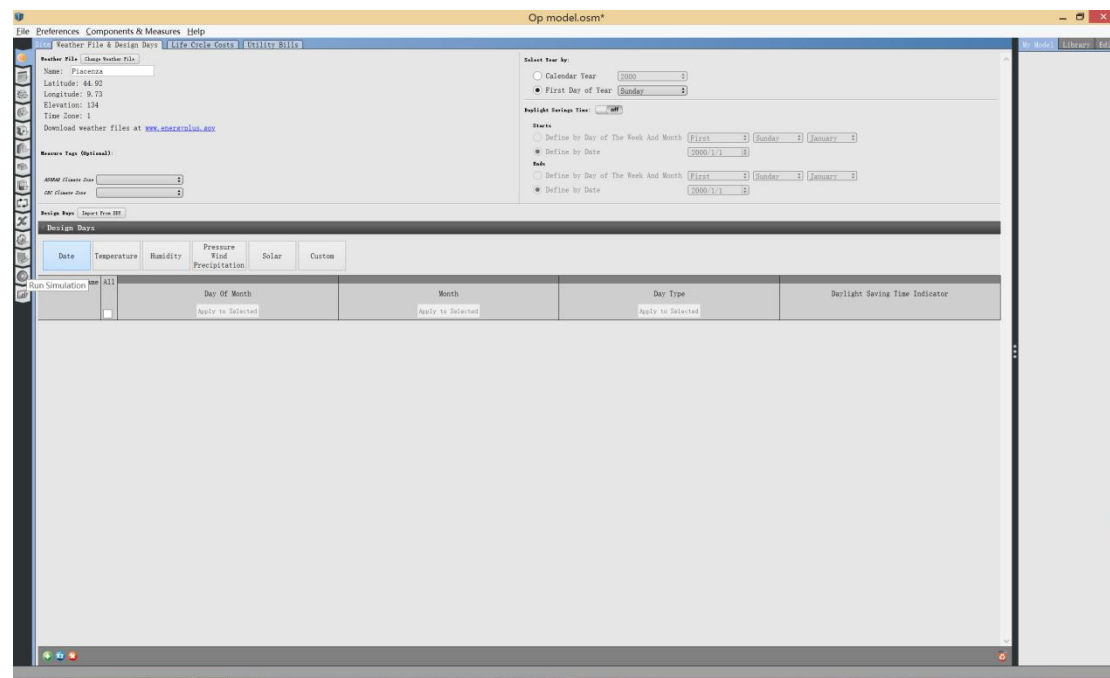 Op model.osm*
File Preferences Components & Measures Help
Site Weather File & Design Days Life Cycle Costs Utility Bills
My Model Library Edi
Weather File Change Weather File
Name: Piacenza
Latitude: 44.92
Longitude: 9.73
Elevation: 134
Time Zone: 1
Download weather files at www.energyplus.gov
Measure Tags (Optional):
ASHRAE Climate Zone
CEC Climate Zone
Select Year by:
Calendar Year 2000
First Day of Year Sunday
Daylight Savings Time: off
Starts
Define by Day of The Week And Month First Sunday January
Define by Date 2000/1/1
Ends
Define by Day of The Week And Month First Sunday January
Define by Date 2000/1/1
Design Days Import From DDY
Design Days
Date Temperature Humidity Pressure Wind Precipitation Solar Custom
Run Simulation
All
Day Of Month Month Day Type Daylight Saving Time Indicator
Apply to Selected Apply to Selected Apply to Selected